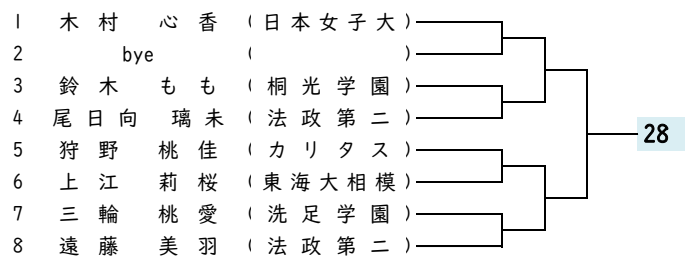 1 木村 心香 (日本女子大)
2 bye ( )
3 鈴木 もも (桐光学園)
4 尾日向 璃未 (法政第二)
5 狩野 桃佳 (カリタス)
6 上江 莉桜 (東海大相模)
7 三輪 桃愛 (洗足学園)
8 遠藤 美羽 (法政第二)
28